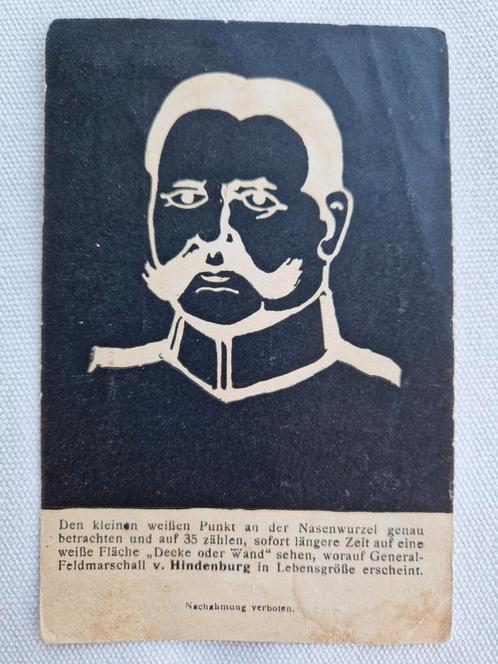 Den kleinen weißen Punkt an der Nasenwurzel genau
betrachten und auf 35 zählen, sofort längere Zeit auf eine
weiße Fläche „Decke oder Wand“ sehen, worauf General-
Feldmarschall v. Hindenburg in Lebensgröße erscheint.
Nachahmung verboten.